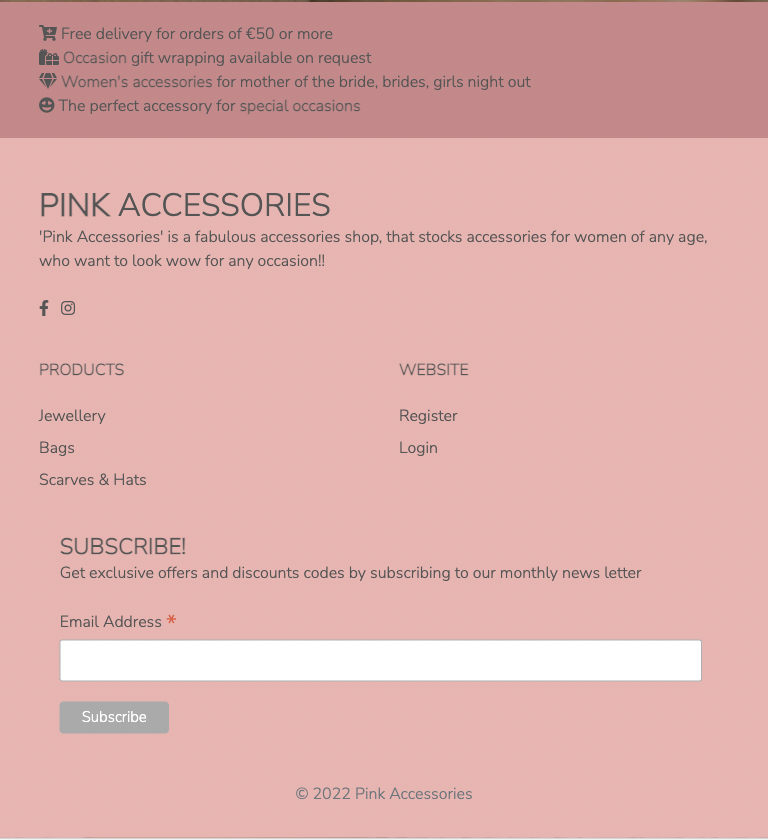 Free delivery for orders of €50 or more
Occasion gift wrapping available on request
Women's accessories for mother of the bride, brides, girls night out
The perfect accessory for special occasions
PINK ACCESSORIES
'Pink Accessories' is a fabulous accessories shop, that stocks accessories for women of any age,
who want to look wow for any occasion!!
PRODUCTS
Jewellery
Bags
Scarves & Hats
WEBSITE
Register
Login
SUBSCRIBE!
Get exclusive offers and discounts codes by subscribing to our monthly news letter
Email Address *
Subscribe
© 2022 Pink Accessories